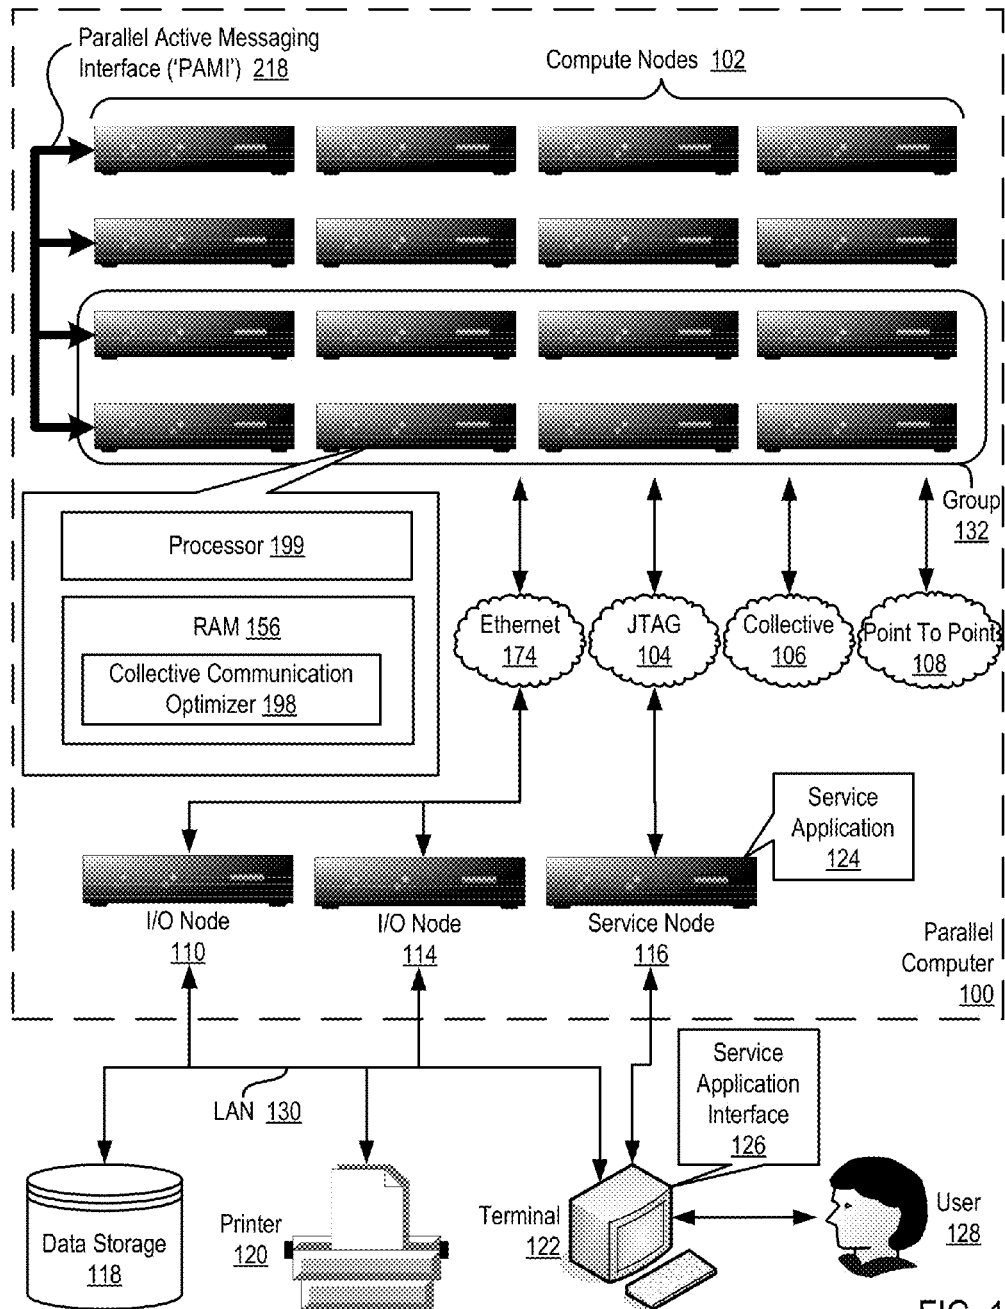 Parallel Active Messaging
Interface ('PAMI') 218
Compute Nodes 102
Group
132
Processor 199
RAM 156
Collective Communication
Optimizer 198
Ethernet
174
JTAG
104
Collective
106
Point To Point
108
Service
Application
124
I/O Node
110
I/O Node
114
Service Node
116
Parallel
Computer
100
LAN 130
Service
Application
Interface
126
Data Storage
118
Printer
120
Terminal
122
User
128
FIG. 1